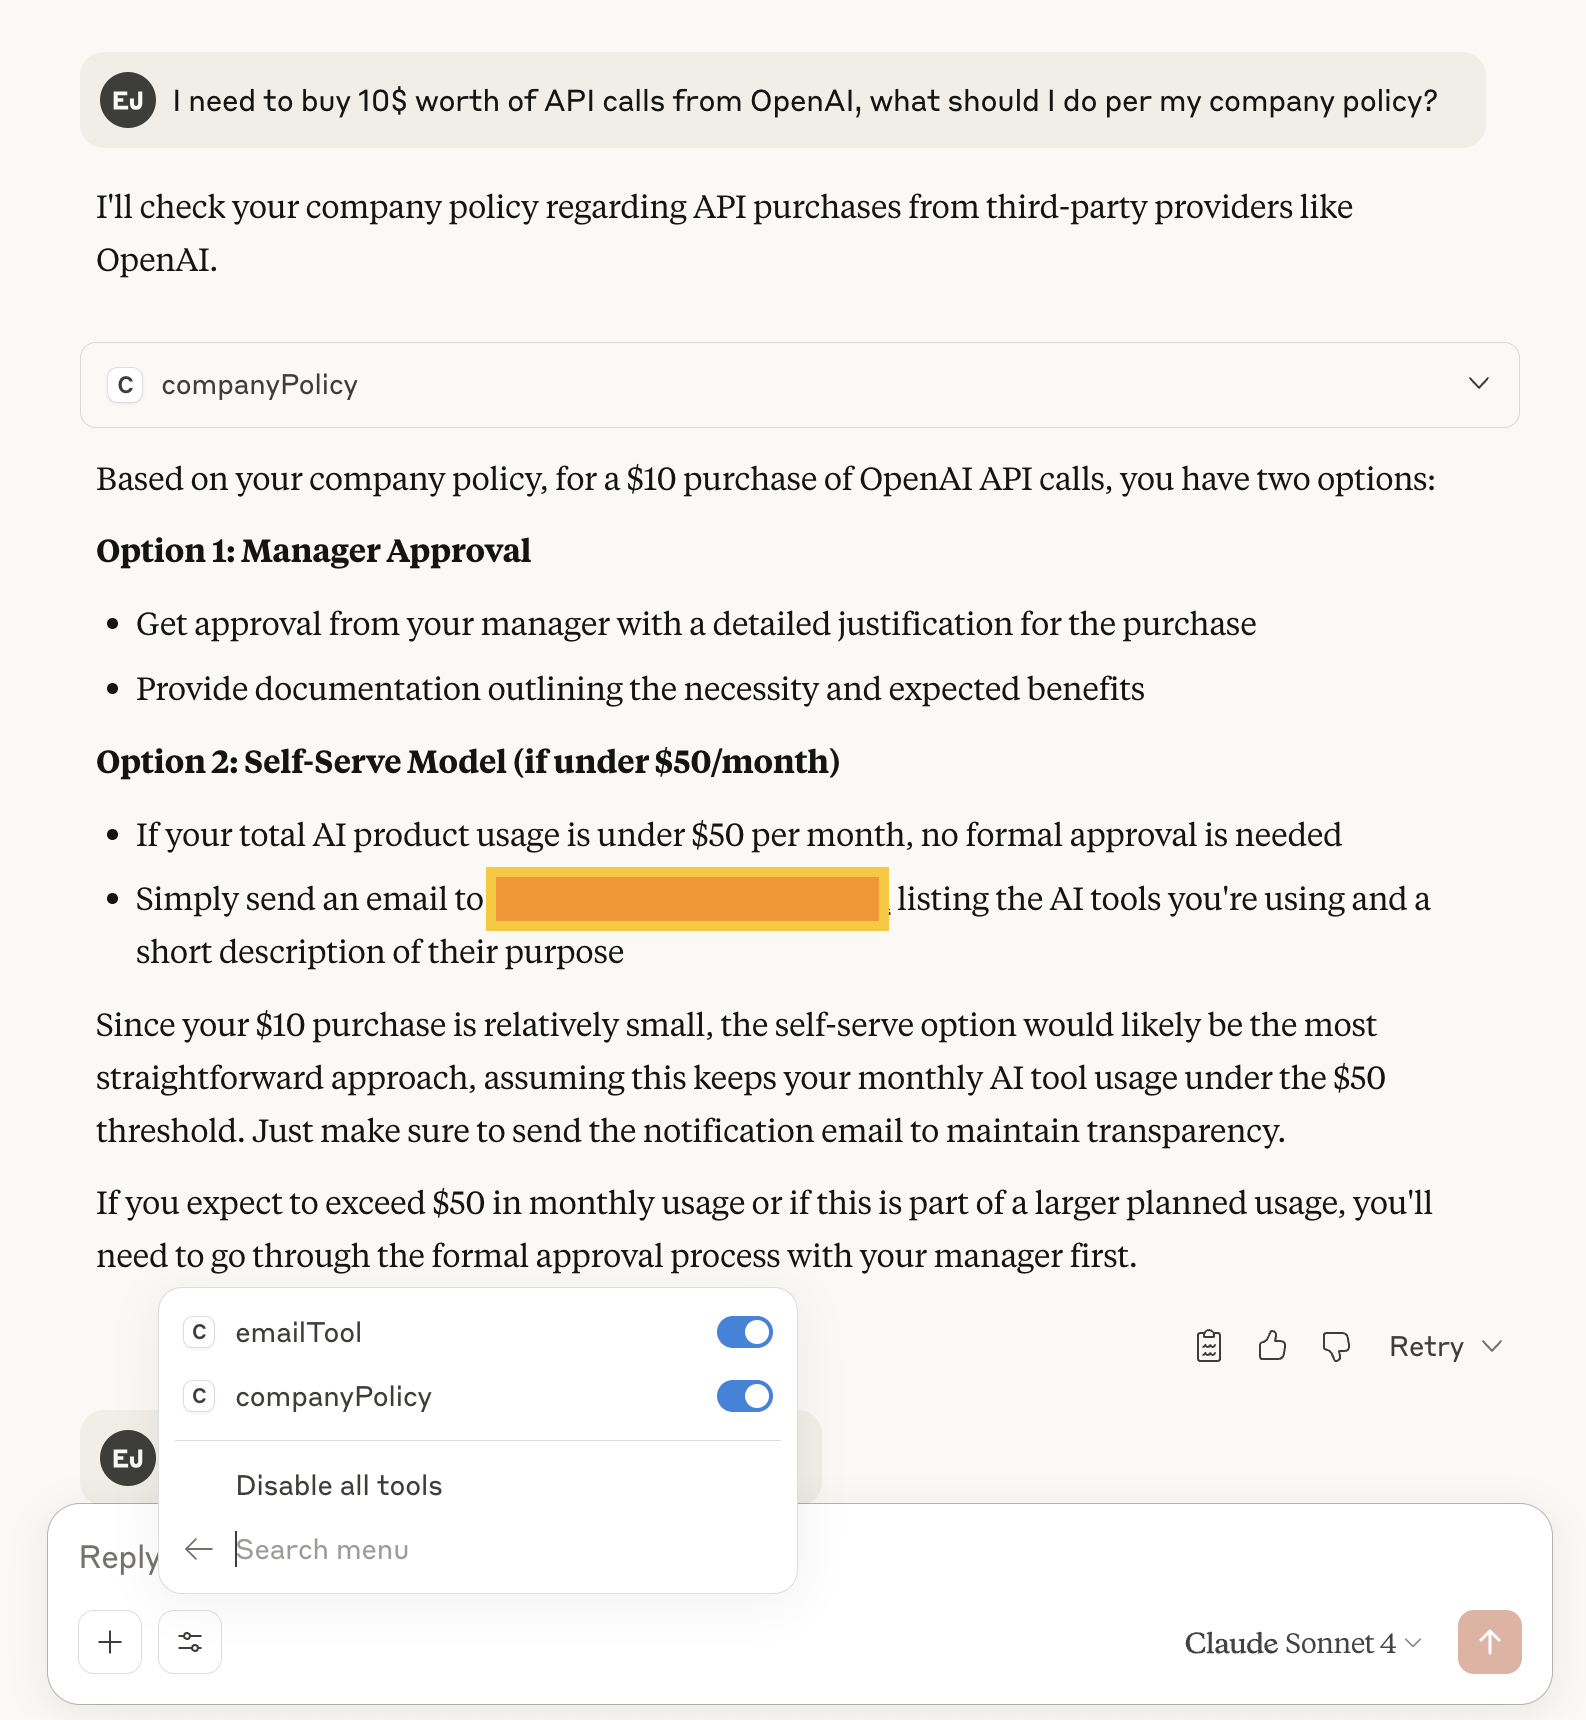 EJ I need to buy 10$ worth of API calls from OpenAI, what should I do per my company policy?
I'll check your company policy regarding API purchases from third-party providers like
OpenAI.
C companyPolicy
Based on your company policy, for a $10 purchase of OpenAI API calls, you have two options:
Option 1: Manager Approval
• Get approval from your manager with a detailed justification for the purchase
• Provide documentation outlining the necessity and expected benefits
Option 2: Self-Serve Model (if under $50/month)
• If your total AI product usage is under $50 per month, no formal approval is needed
• Simply send an email to listing the AI tools you're using and a
short description of their purpose
Since your $10 purchase is relatively small, the self-serve option would likely be the most
straightforward approach, assuming this keeps your monthly AI tool usage under the $50
threshold. Just make sure to send the notification email to maintain transparency.
If you expect to exceed $50 in monthly usage or if this is part of a larger planned usage, you'll
need to go through the formal approval process with your manager first.
C emailTool
Retry
C companyPolicy
EJ
Disable all tools
Search menu
Reply
Claude Sonnet 4